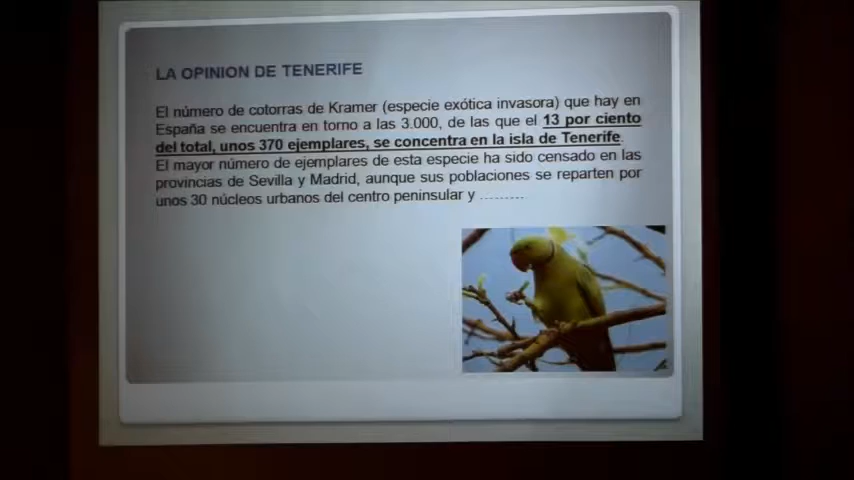 LA OPINION DE TENERIFE
El número de cotorras de Kramer (especie exótica invasora) que hay en
España se encuentra en torno a las 3.000, de las que el 13 por ciento
del total, unos 370 ejemplares, se concentra en la isla de Tenerife.
El mayor número de ejemplares de esta especie ha sido censado en las
provincias de Sevilla y Madrid, aunque sus poblaciones se reparten por
unos 30 núcleos urbanos del centro peninsular y .........